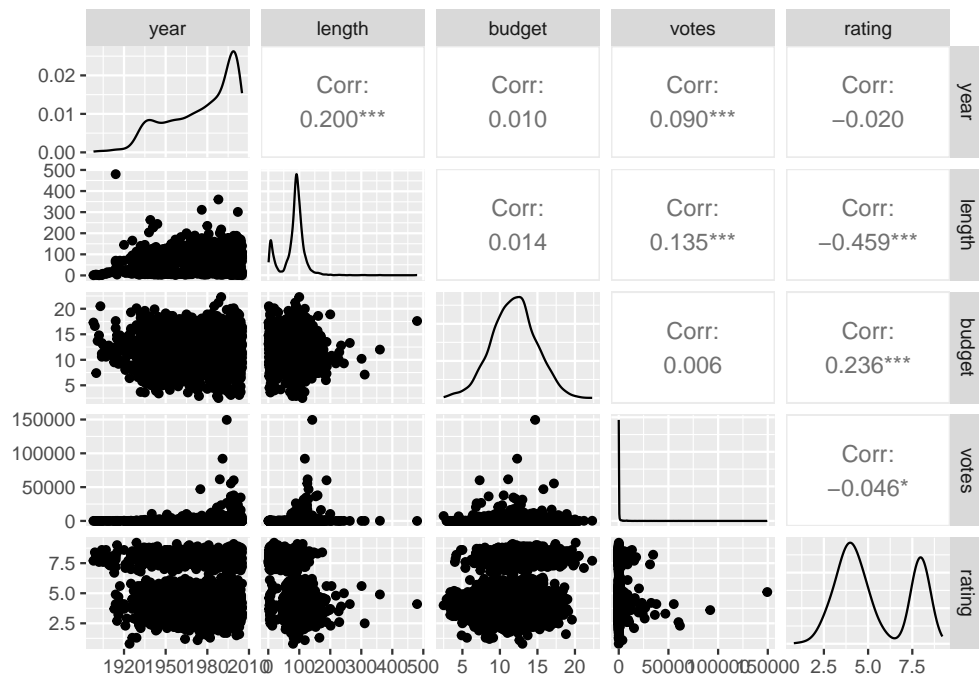 year length budget votes rating
0.02
0.01
0.00
Corr:
0.200***
Corr:
0.010
Corr:
0.090***
Corr:
−0.020
year
500
400
300
200
100
0
Corr:
0.014
Corr:
0.135***
Corr:
−0.459***
length
20
15
10
5
Corr:
0.006
Corr:
0.236***
budget
150000
100000
50000
0
Corr:
−0.046*
votes
7.5
5.0
2.5
rating
1920 1950 1980 2010 0 100 200 300 400 500 5 10 15 20 0 50000 100000 150000 2.5 5.0 7.5